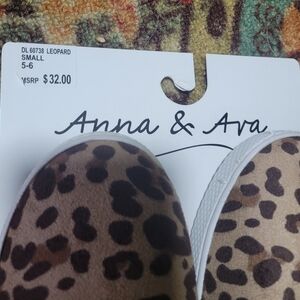 DL 60738 LEOPARD
SMALL
5-6
MSRP $32.00
Anna & Ava